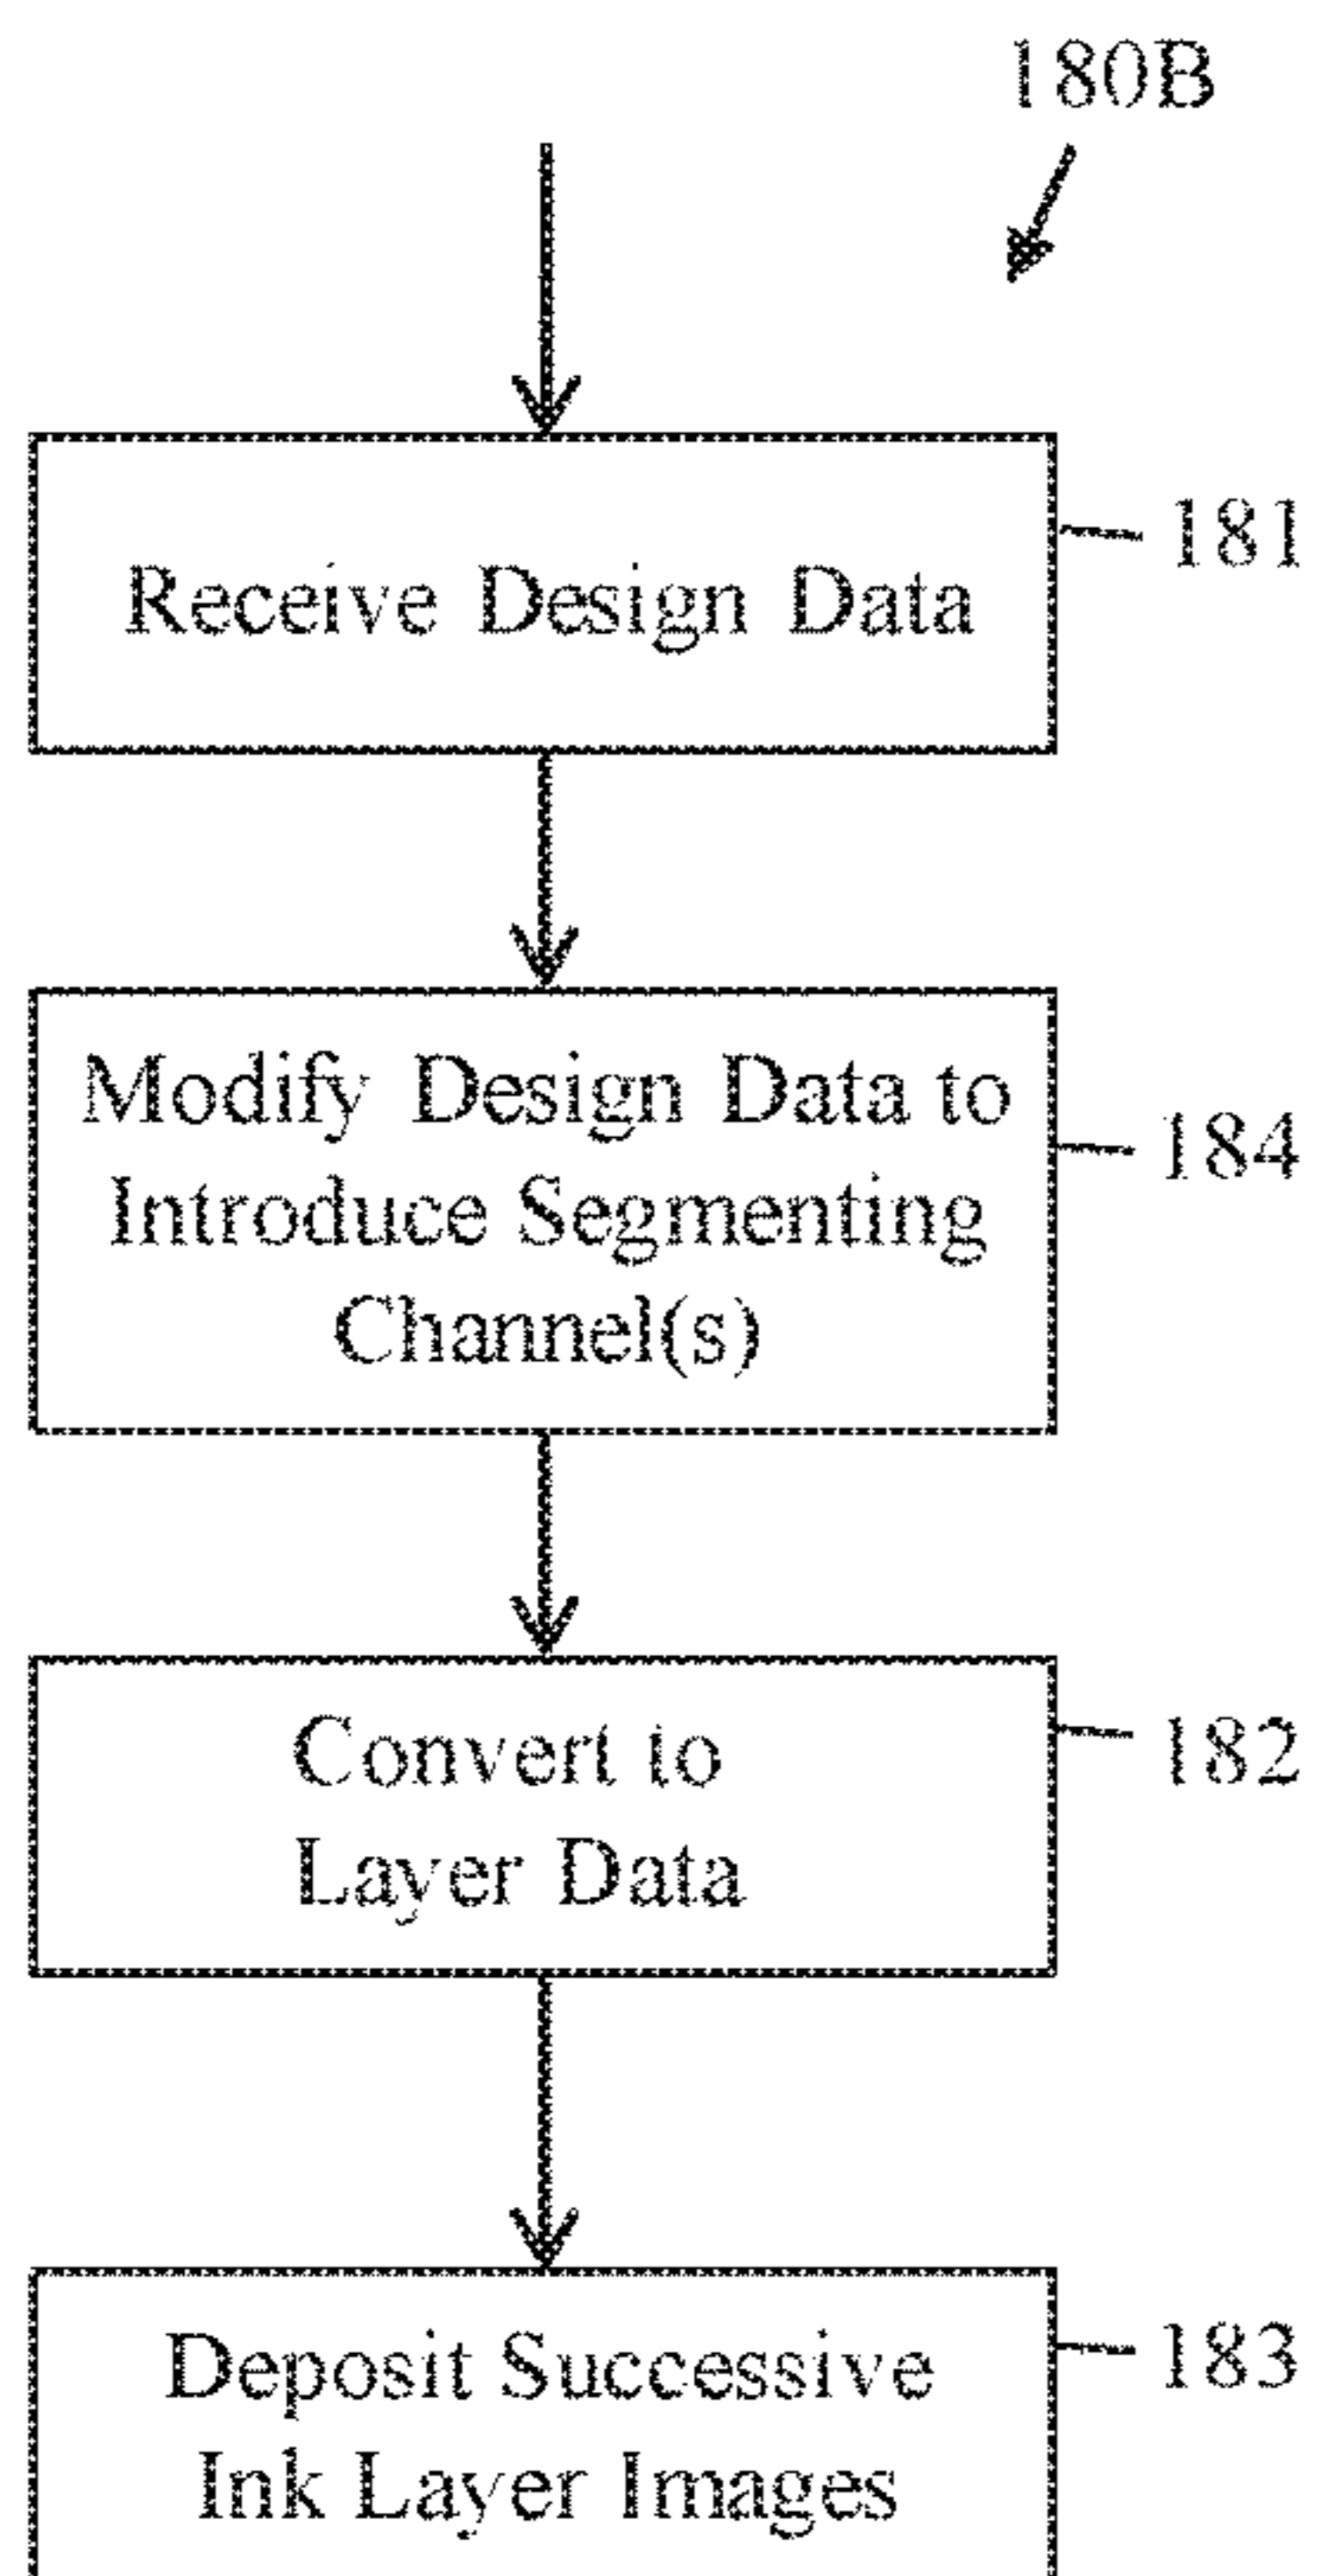 180B
Receive Design Data
181
Modify Design Data to
Introduce Segmenting
Channel(s)
184
Convert to
Layer Data
182
Deposit Successive
Ink Layer Images
183